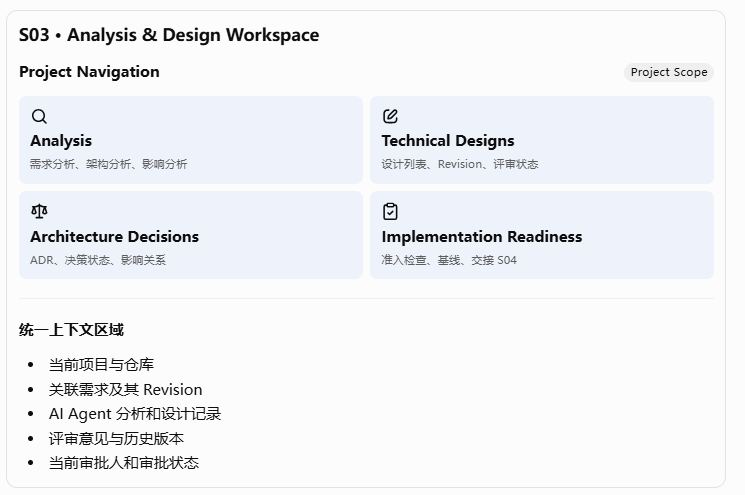 S03 • Analysis & Design Workspace
Project Navigation
Project Scope
Analysis
需求分析、架构分析、影响分析
Technical Designs
设计列表、Revision、评审状态
Architecture Decisions
ADR、决策状态、影响关系
Implementation Readiness
准入检查、基线、交接 S04
统一上下文区域
• 当前项目与仓库
• 关联需求及其 Revision
• AI Agent 分析和设计记录
• 评审意见与历史版本
• 当前审批人和审批状态